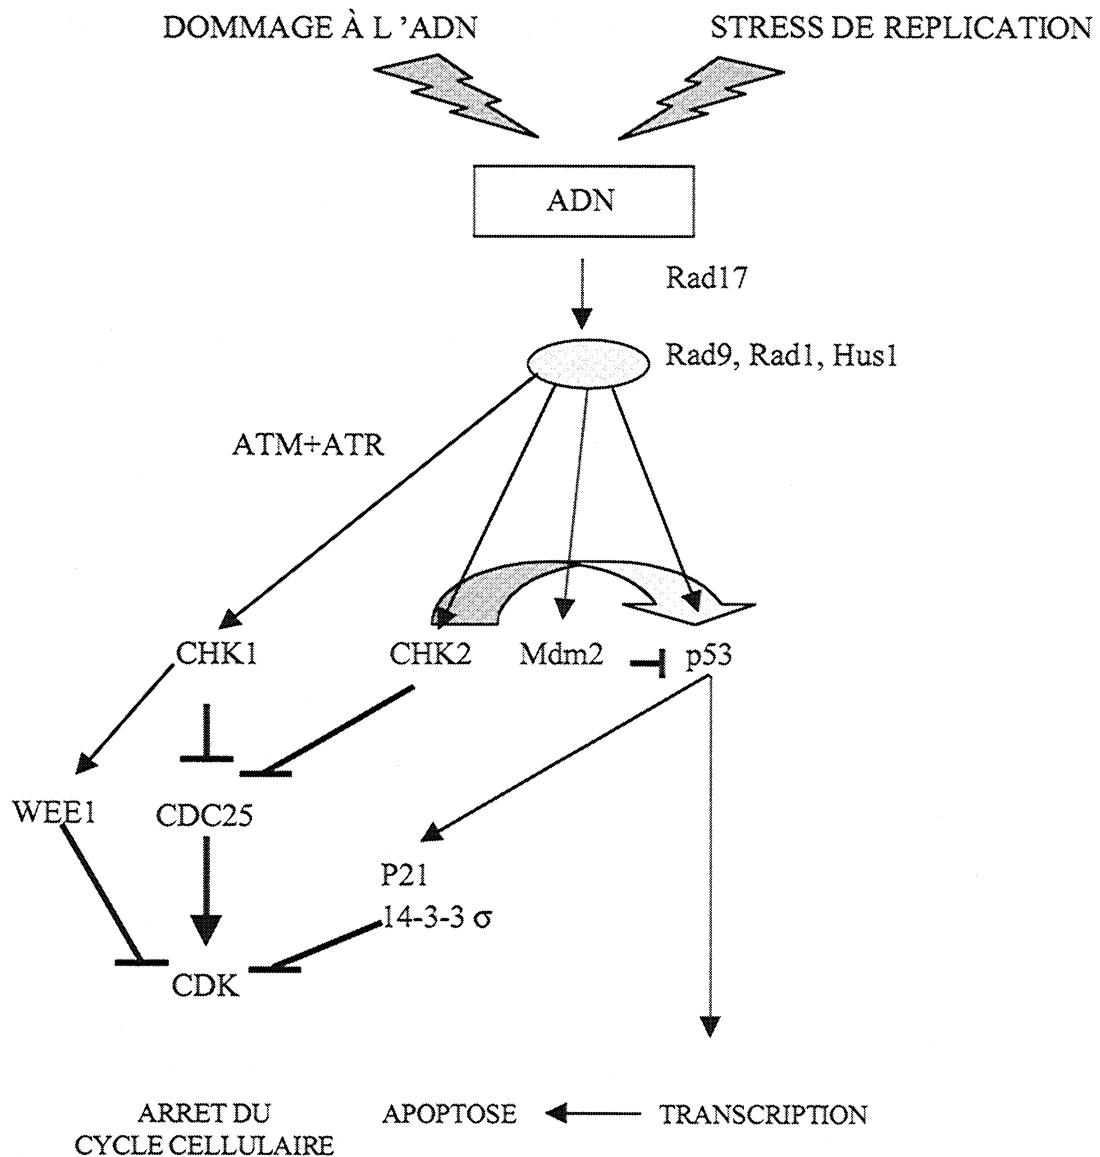 DOMMAGE À L 'ADN
STRESS DE REPLICATION
ADN
Rad17
Rad9, Rad1, Hus1
ATM+ATR
CHK1
CHK2
Mdm2
p53
WEE1
CDC25
P21
14-3-3 σ
CDK
ARRET DU
CYCLE CELLULAIRE
APOPTOSE
TRANSCRIPTION